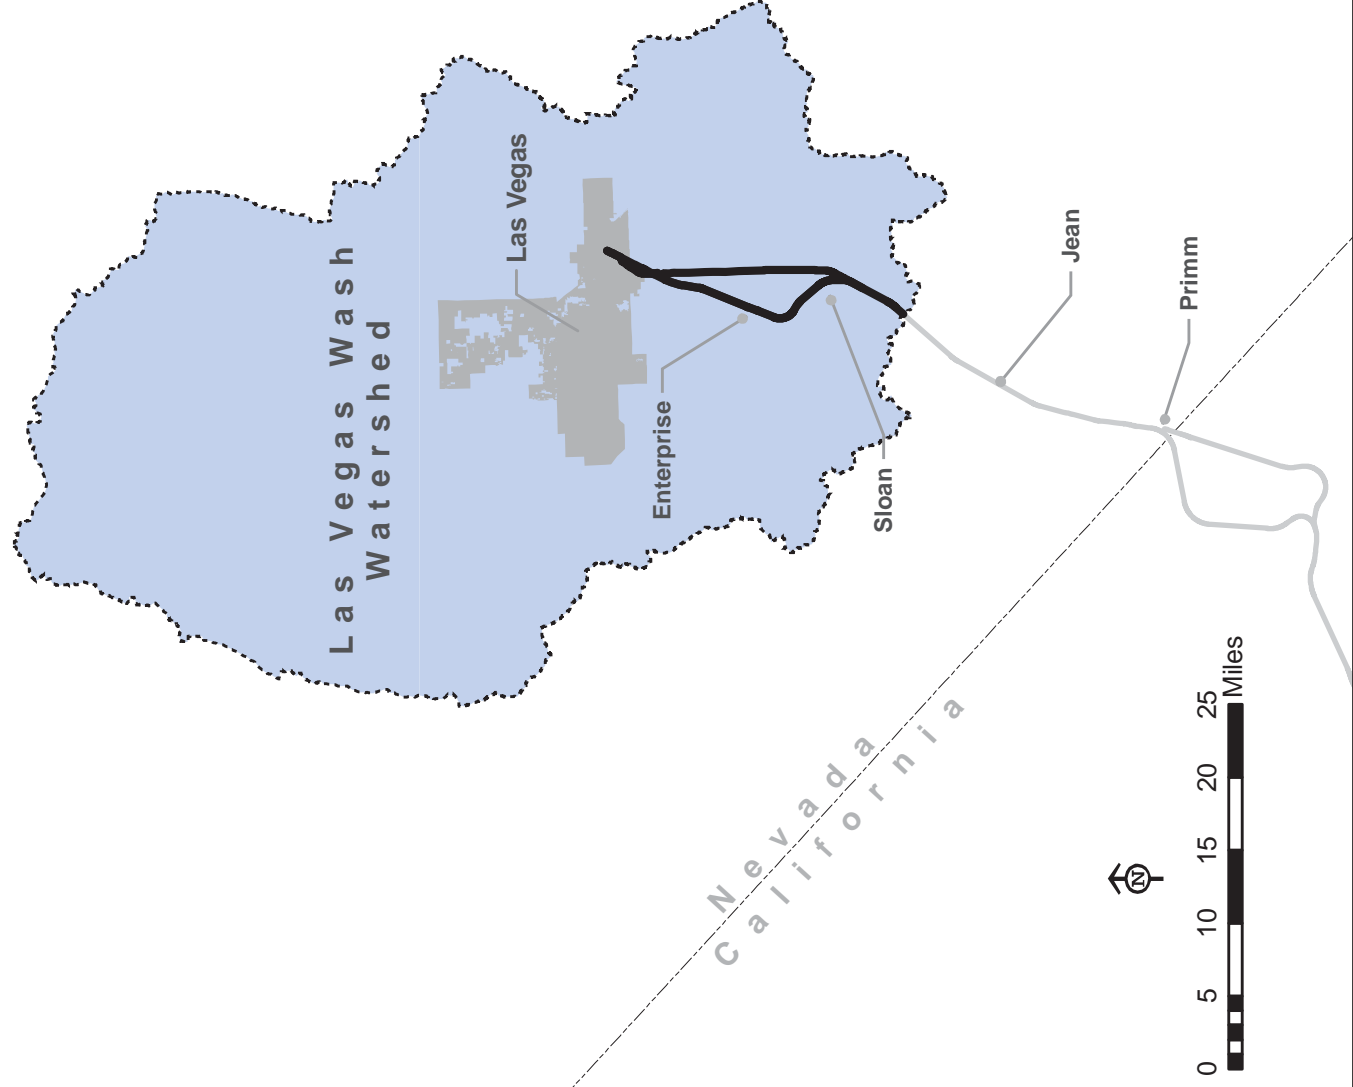 Las Vegas Wash
Watershed
Las Vegas
Enterprise
Sloan
Jean
Primm
Nevada
California
N
0 5 10 15 20 25
Miles